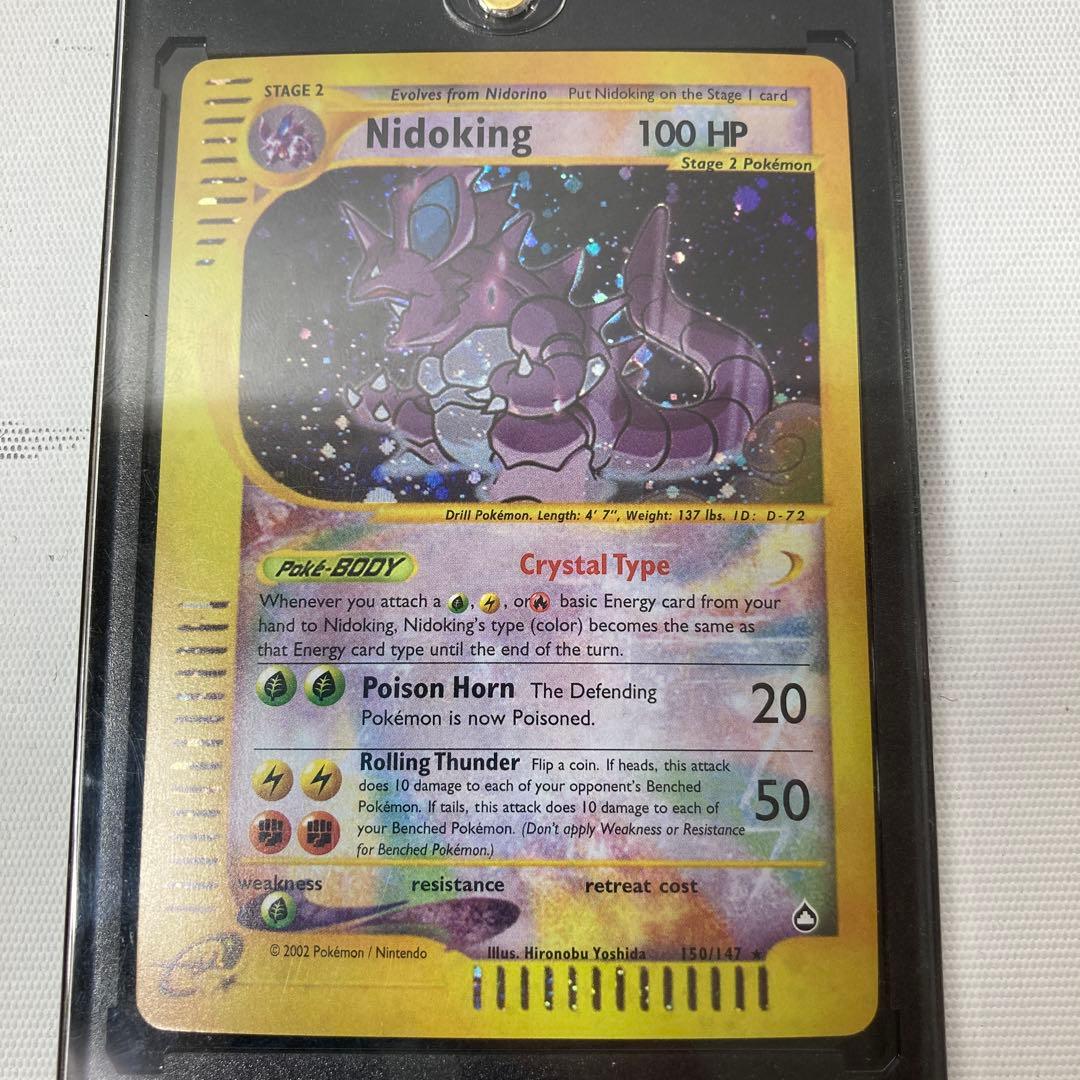 STAGE 2
Evolves from Nidorino Put Nidoking on the Stage 1 card
Nidoking 100 HP
Stage 2 Pokémon
Drill Pokémon. Length: 4' 7", Weight: 137 lbs. ID: D-72
Poké-BODY Crystal Type
Whenever you attach a , , or basic Energy card from your
hand to Nidoking, Nidoking's type (color) becomes the same as
that Energy card type until the end of the turn.
Poison Horn The Defending 20
Pokémon is now Poisoned.
Rolling Thunder Flip a coin. If heads, this attack
does 10 damage to each of your opponent's Benched
Pokémon. If tails, this attack does 10 damage to each of 50
your Benched Pokémon. (Don't apply Weakness or Resistance
for Benched Pokémon.)
weakness resistance retreat cost
© 2002 Pokémon / Nintendo Illus. Hironobu Yoshida 150/147 ★